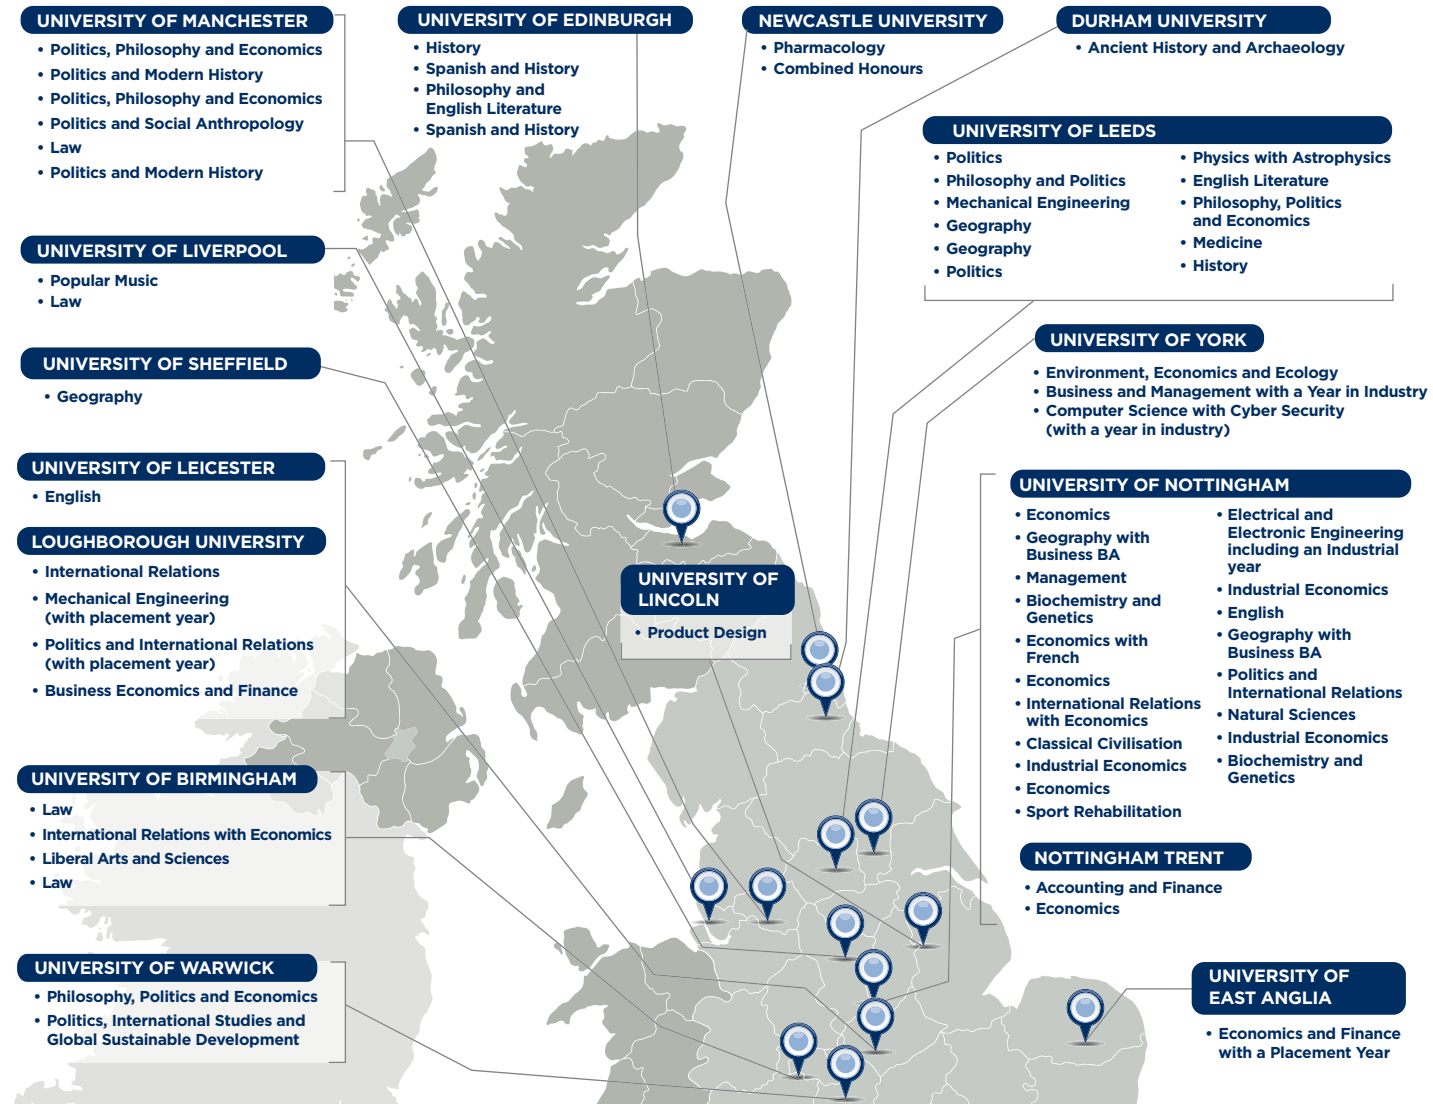 UNIVERSITY OF MANCHESTER
• Politics, Philosophy and Economics
• Politics and Modern History
• Politics, Philosophy and Economics
• Politics and Social Anthropology
• Law
• Politics and Modern History
UNIVERSITY OF EDINBURGH
• History
• Spanish and History
• Philosophy and
English Literature
• Spanish and History
NEWCASTLE UNIVERSITY
• Pharmacology
• Combined Honours
DURHAM UNIVERSITY
• Ancient History and Archaeology
UNIVERSITY OF LEEDS
• Politics
• Philosophy and Politics
• Mechanical Engineering
• Geography
• Geography
• Politics
• Physics with Astrophysics
• English Literature
• Philosophy, Politics
and Economics
• Medicine
• History
UNIVERSITY OF LIVERPOOL
• Popular Music
• Law
UNIVERSITY OF SHEFFIELD
• Geography
UNIVERSITY OF YORK
• Environment, Economics and Ecology
• Business and Management with a Year in Industry
• Computer Science with Cyber Security
(with a year in industry)
UNIVERSITY OF LEICESTER
• English
LOUGHBOROUGH UNIVERSITY
• International Relations
• Mechanical Engineering
(with placement year)
• Politics and International Relations
(with placement year)
• Business Economics and Finance
UNIVERSITY OF
LINCOLN
• Product Design
UNIVERSITY OF NOTTINGHAM
• Economics
• Geography with
Business BA
• Management
• Biochemistry and
Genetics
• Economics with
French
• Economics
• International Relations
with Economics
• Classical Civilisation
• Industrial Economics
• Economics
• Sport Rehabilitation
• Electrical and
Electronic Engineering
including an Industrial
year
• Industrial Economics
• English
• Geography with
Business BA
• Politics and
International Relations
• Natural Sciences
• Industrial Economics
• Biochemistry and
Genetics
UNIVERSITY OF BIRMINGHAM
• Law
• International Relations with Economics
• Liberal Arts and Sciences
• Law
NOTTINGHAM TRENT
• Accounting and Finance
• Economics
UNIVERSITY OF WARWICK
• Philosophy, Politics and Economics
• Politics, International Studies and
Global Sustainable Development
UNIVERSITY OF
EAST ANGLIA
• Economics and Finance
with a Placement Year